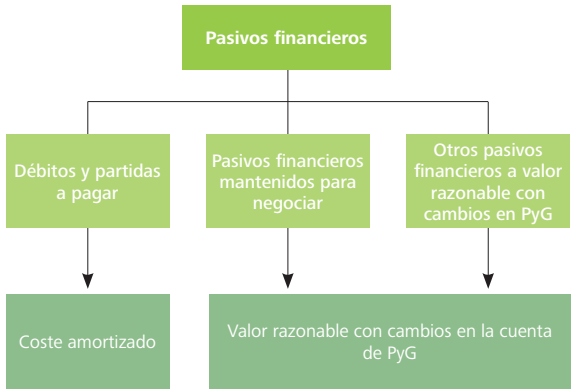 Pasivos financieros
Débitos y partidas
a pagar
Pasivos financieros
mantenidos para
negociar
Otros pasivos
financieros a valor
razonable con
cambios en PyG
Coste amortizado
Valor razonable con cambios en la cuenta
de PyG